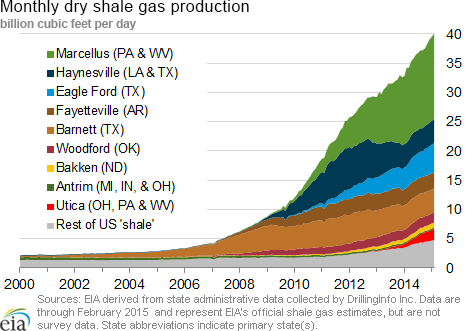 Monthly dry shale gas production
billion cubic feet per day
Marcellus (PA & WV)
Haynesville (LA & TX)
Eagle Ford (TX)
Fayetteville (AR)
Barnett (TX)
Woodford (OK)
Bakken (ND)
Antrim (MI, IN, & OH)
Utica (OH, PA & WV)
Rest of US 'shale'
40
35
30
25
20
15
10
5
0
2000 2002 2004 2006 2008 2010 2012 2014
eia
Sources: EIA derived from state administrative data collected by DrillingInfo Inc. Data are
through February 2015 and represent EIA's official shale gas estimates, but are not
survey data. State abbreviations indicate primary state(s).